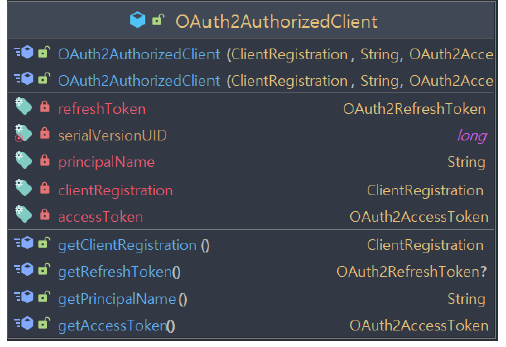 OAuth2AuthorizedClient
OAuth2AuthorizedClient (ClientRegistration, String, OAuth2Acce
OAuth2AuthorizedClient (ClientRegistration, String, OAuth2Acce
refreshToken OAuth2RefreshToken
serialVersionUID long
principalName String
clientRegistration ClientRegistration
accessToken OAuth2AccessToken
getClientRegistration () ClientRegistration
getRefreshToken() OAuth2RefreshToken?
getPrincipalName() String
getAccessToken() OAuth2AccessToken